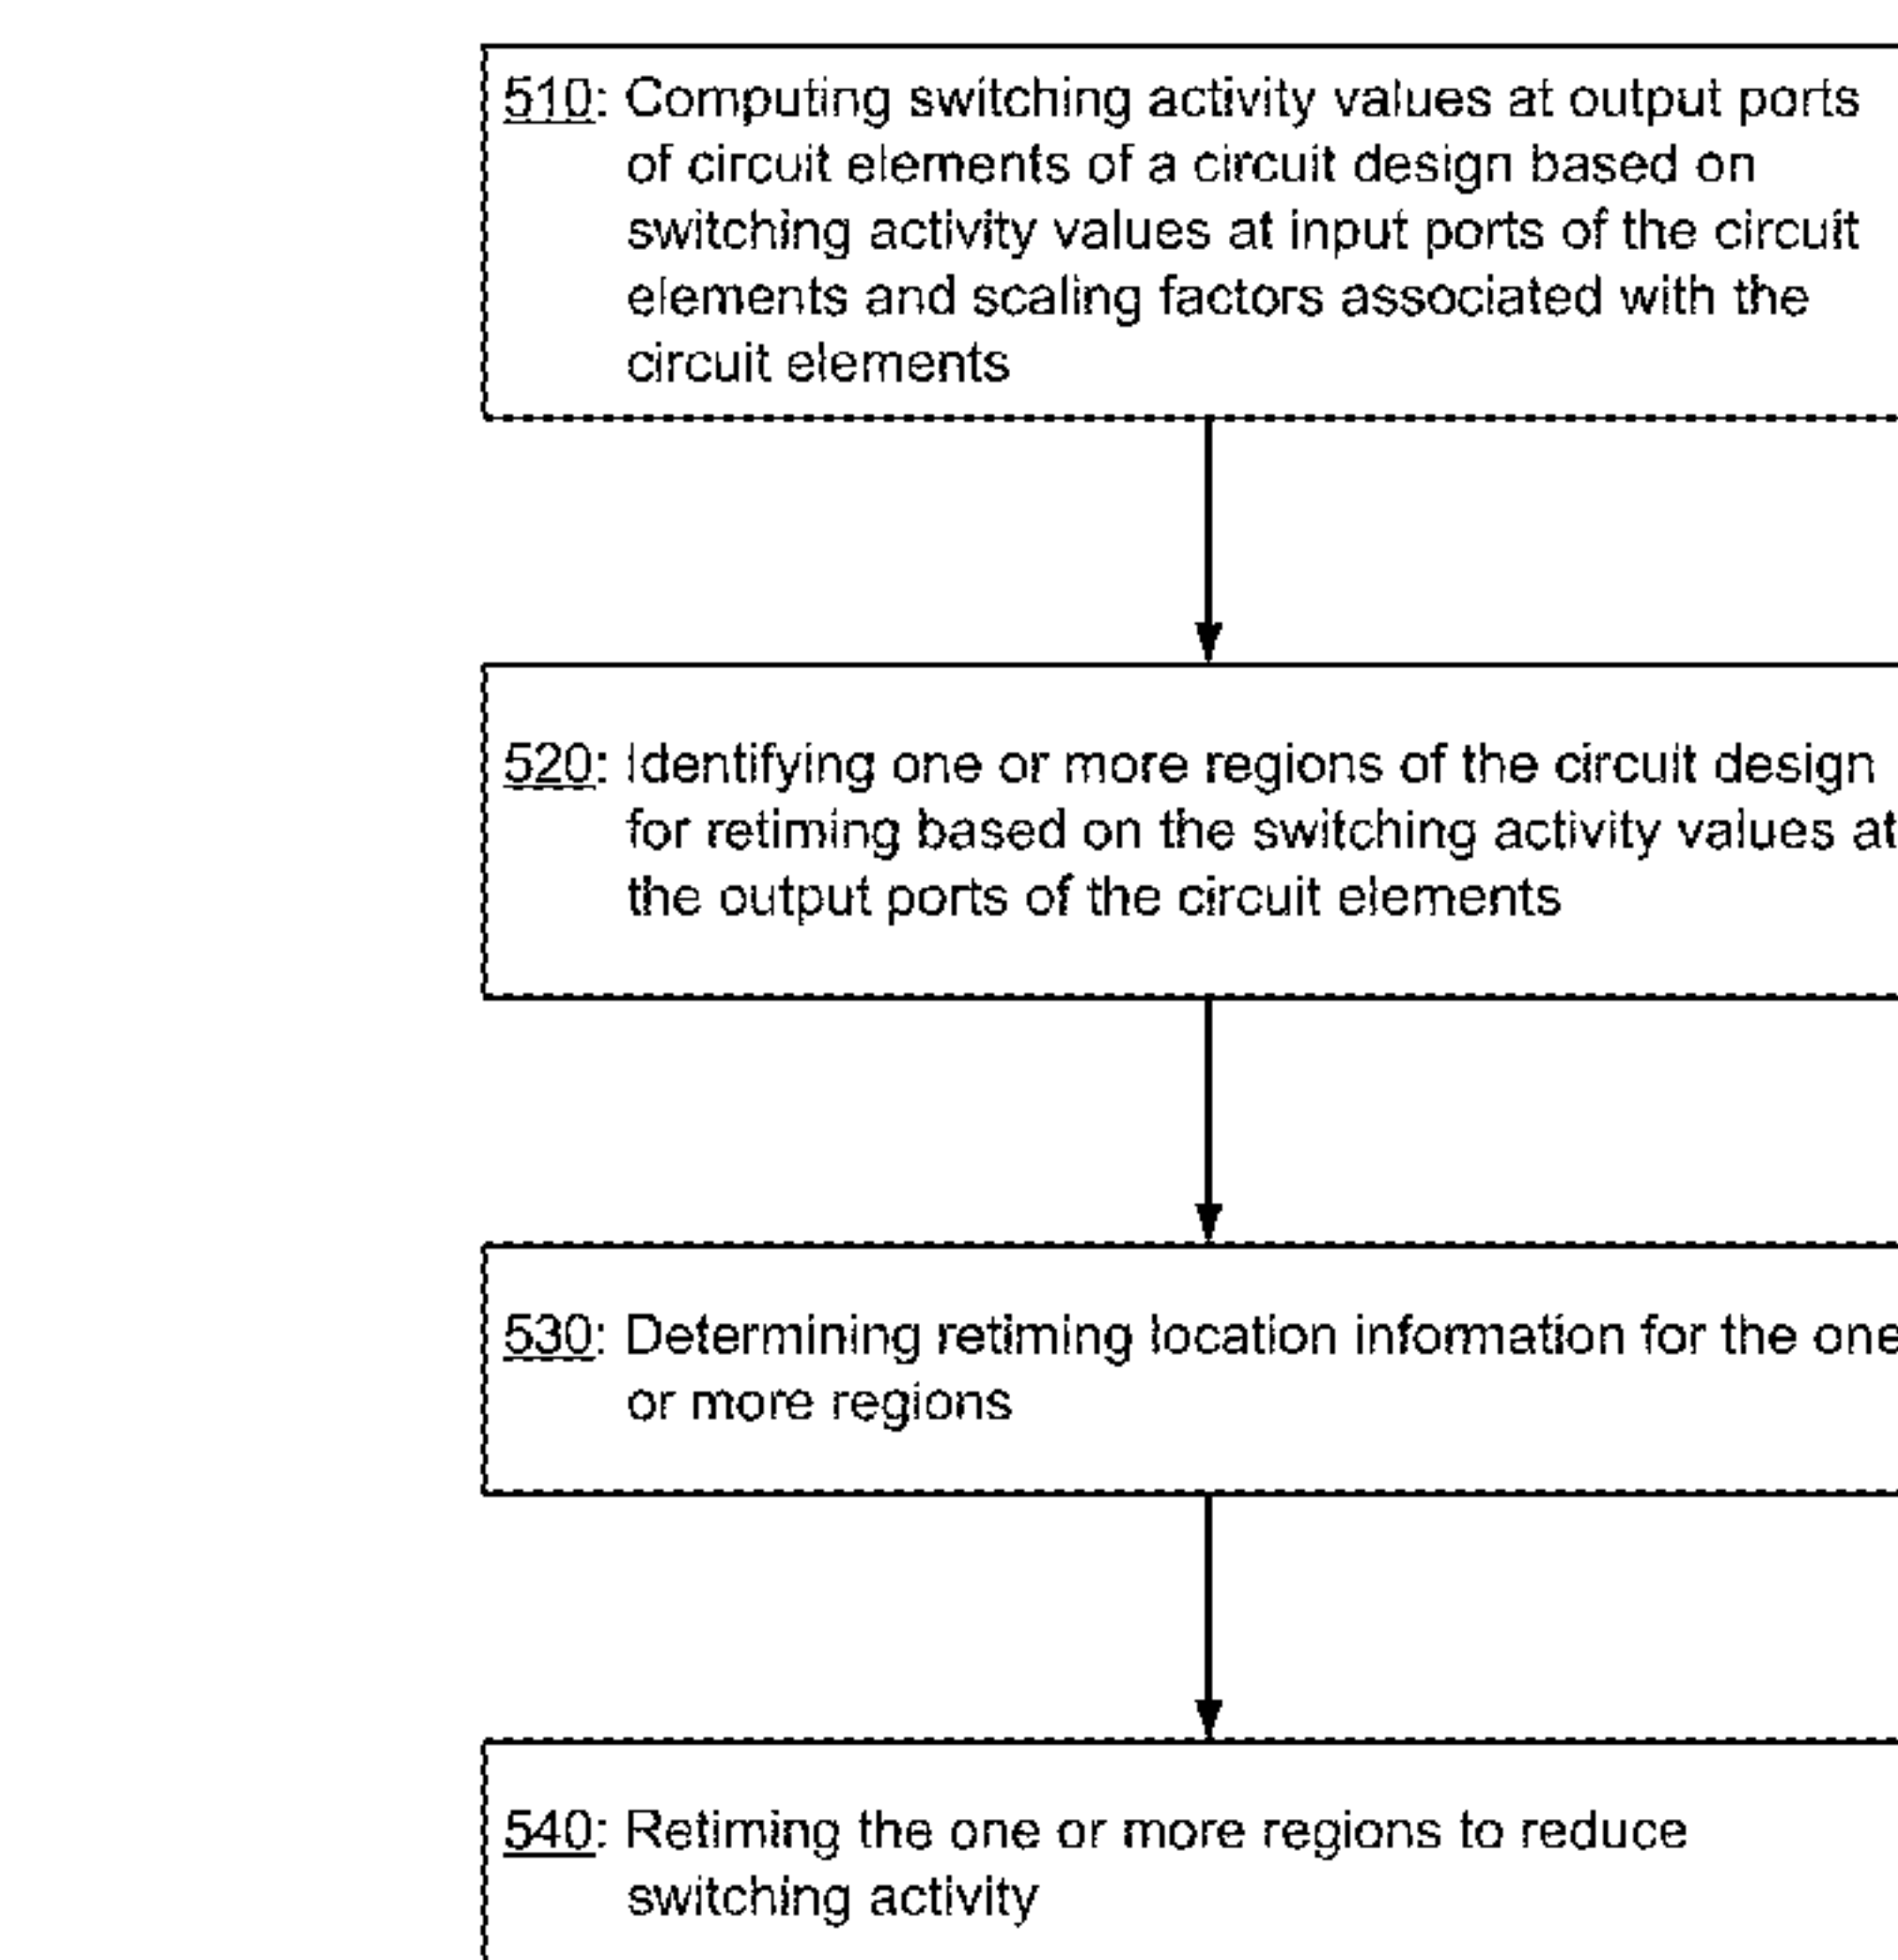 510: Computing switching activity values at output ports
of circuit elements of a circuit design based on
switching activity values at input ports of the circuit
elements and scaling factors associated with the
circuit elements
520: Identifying one or more regions of the circuit design
for retiming based on the switching activity values at
the output ports of the circuit elements
530: Determining retiming location information for the one
or more regions
540: Retiming the one or more regions to reduce
switching activity